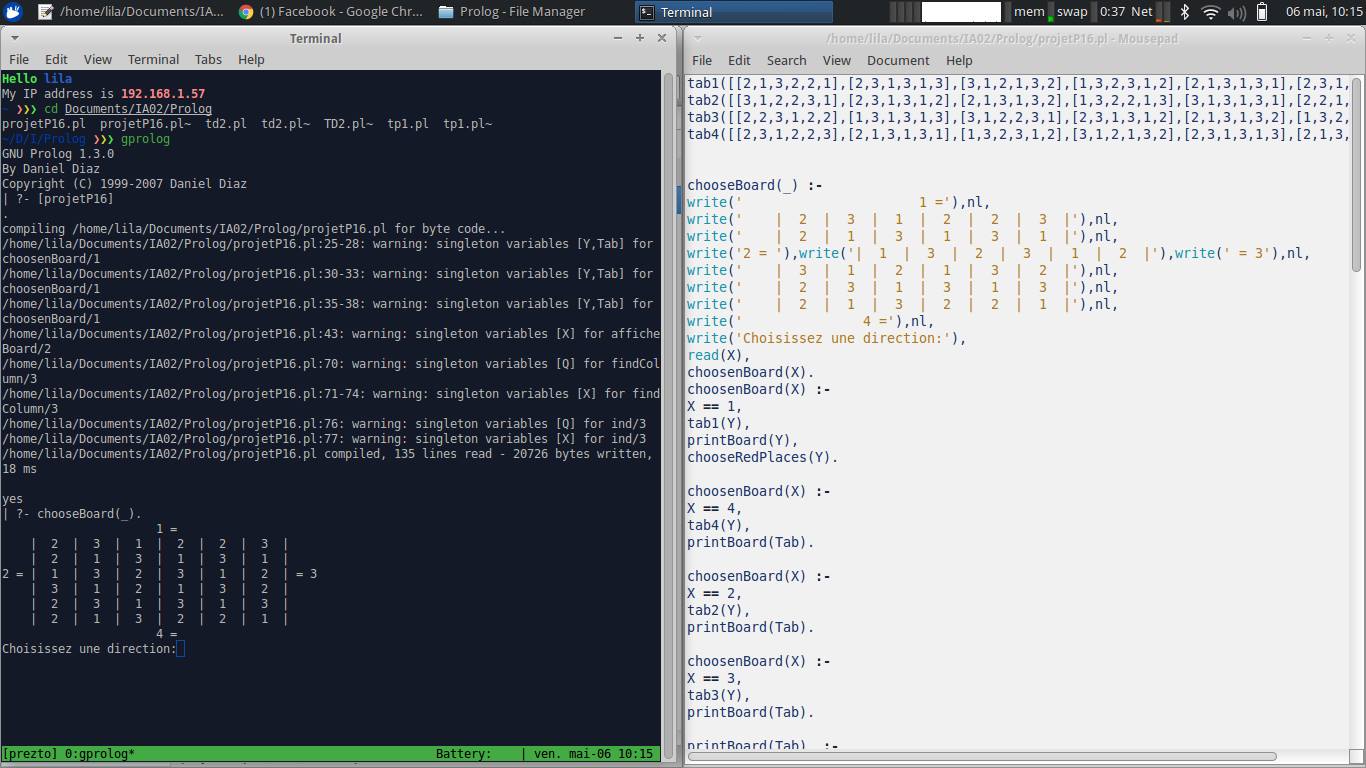 /home/lila/Documents/IA... (1) Facebook - Google Chr... Prolog - File Manager Terminal mem swap 0:37 Net 06 mai, 10:15
Terminal
File Edit View Terminal Tabs Help
Hello lila
My IP address is 192.168.1.57
~ ❯❯❯ cd Documents/IA02/Prolog
projetP16.pl projetP16.pl~ td2.pl td2.pl~ TD2.pl~ tp1.pl tp1.pl~
~/D/I/Prolog ❯❯❯ gprolog
GNU Prolog 1.3.0
By Daniel Diaz
Copyright (C) 1999-2007 Daniel Diaz
| ?- [projetP16]
.
compiling /home/lila/Documents/IA02/Prolog/projetP16.pl for byte code...
/home/lila/Documents/IA02/Prolog/projetP16.pl:25-28: warning: singleton variables [Y,Tab] for
choosenBoard/1
/home/lila/Documents/IA02/Prolog/projetP16.pl:30-33: warning: singleton variables [Y,Tab] for
choosenBoard/1
/home/lila/Documents/IA02/Prolog/projetP16.pl:35-38: warning: singleton variables [Y,Tab] for
choosenBoard/1
/home/lila/Documents/IA02/Prolog/projetP16.pl:43: warning: singleton variables [X] for affiche
Board/2
/home/lila/Documents/IA02/Prolog/projetP16.pl:70: warning: singleton variables [Q] for findCol
umn/3
/home/lila/Documents/IA02/Prolog/projetP16.pl:71-74: warning: singleton variables [X] for find
Column/3
/home/lila/Documents/IA02/Prolog/projetP16.pl:76: warning: singleton variables [Q] for ind/3
/home/lila/Documents/IA02/Prolog/projetP16.pl:77: warning: singleton variables [X] for ind/3
/home/lila/Documents/IA02/Prolog/projetP16.pl compiled, 135 lines read - 20726 bytes written,
18 ms
yes
| ?- chooseBoard(_).
1 =
| 2 | 3 | 1 | 2 | 2 | 3 |
| 2 | 1 | 3 | 1 | 3 | 1 |
2 = | 1 | 3 | 2 | 3 | 1 | 2 | = 3
| 3 | 1 | 2 | 1 | 3 | 2 |
| 2 | 3 | 1 | 3 | 1 | 3 |
| 2 | 1 | 3 | 2 | 2 | 1 |
4 =
Choisissez une direction:
[prezto] 0:gprolog* Battery: | ven. mai-06 10:15
/home/lila/Documents/IA02/Prolog/projetP16.pl - Mousepad
File Edit Search View Document Help
tab1([[2,1,3,2,2,1],[2,3,1,3,1,3],[3,1,2,1,3,2],[1,3,2,3,1,2],[2,1,3,1,3,1],[2,3,1,
tab2([[3,1,2,2,3,1],[2,3,1,3,1,2],[2,1,3,1,3,2],[1,3,2,2,1,3],[3,1,3,1,3,1],[2,2,1,
tab3([[2,2,3,1,2,2],[1,3,1,3,1,3],[3,1,2,2,3,1],[2,3,1,3,1,2],[2,1,3,1,3,2],[1,3,2,
tab4([[2,3,1,2,2,3],[2,1,3,1,3,1],[1,3,2,3,1,2],[3,1,2,1,3,2],[2,3,1,3,1,3],[2,1,3,
chooseBoard(_) :-
write('                      1 ='),nl,
write('    |  2  |  3  |  1  |  2  |  2  |  3  |'),nl,
write('    |  2  |  1  |  3  |  1  |  3  |  1  |'),nl,
write('2 = '),write('|  1  |  3  |  2  |  3  |  1  |  2  |'),write(' = 3'),nl,
write('    |  3  |  1  |  2  |  1  |  3  |  2  |'),nl,
write('    |  2  |  3  |  1  |  3  |  1  |  3  |'),nl,
write('    |  2  |  1  |  3  |  2  |  2  |  1  |'),nl,
write('               4 ='),nl,
write('Choisissez une direction:'),
read(X),
choosenBoard(X).
choosenBoard(X) :-
X == 1,
tab1(Y),
printBoard(Y),
chooseRedPlaces(Y).
choosenBoard(X) :-
X == 4,
tab4(Y),
printBoard(Tab).
choosenBoard(X) :-
X == 2,
tab2(Y),
printBoard(Tab).
choosenBoard(X) :-
X == 3,
tab3(Y),
printBoard(Tab).
printBoard(Tab) :-